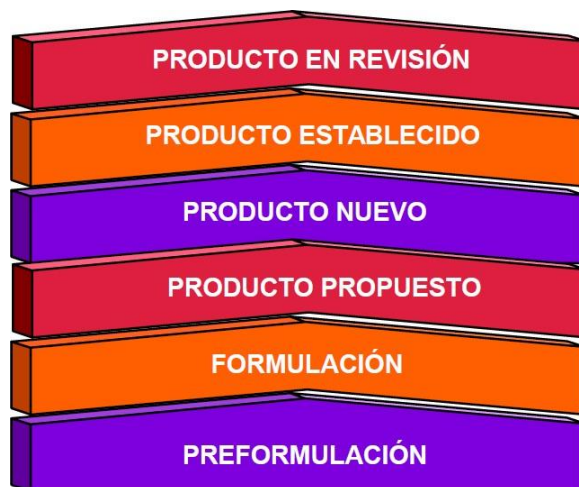 PRODUCTO EN REVISIÓN
PRODUCTO ESTABLECIDO
PRODUCTO NUEVO
PRODUCTO PROPUESTO
FORMULACIÓN
PREFORMULACIÓN